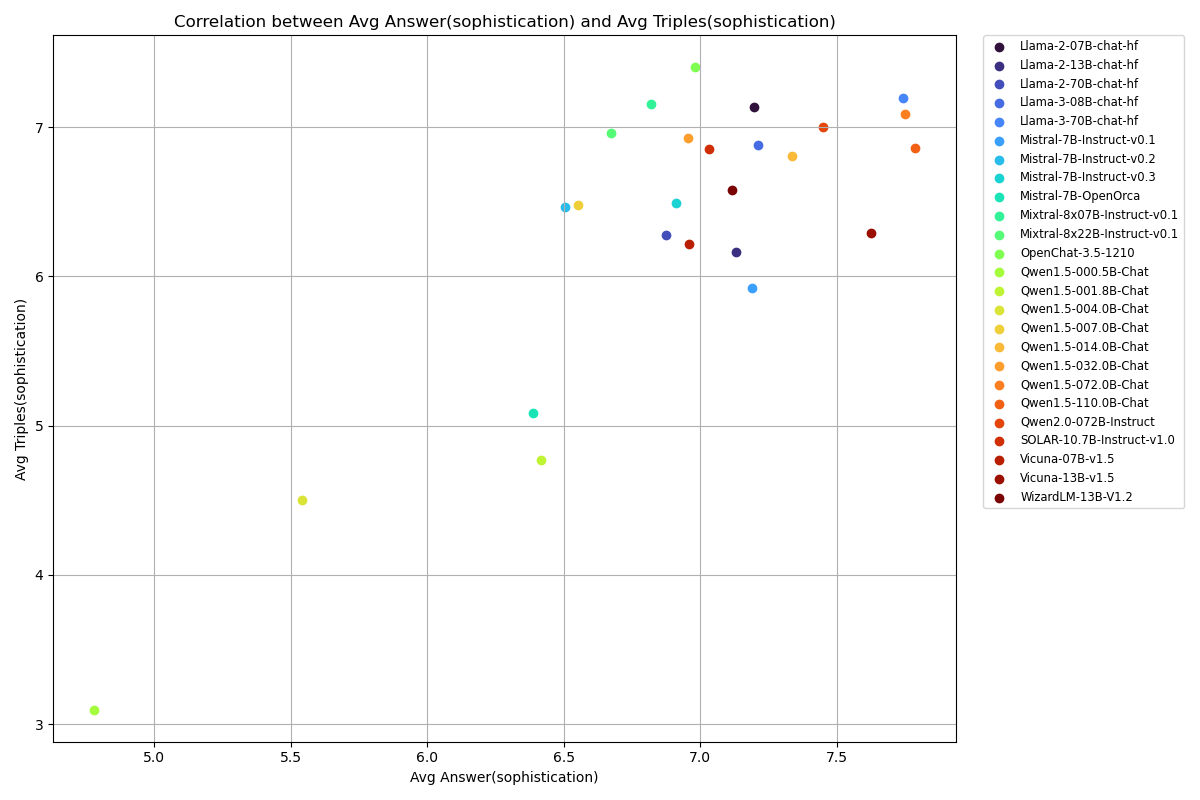 Correlation between Avg Answer(sophistication) and Avg Triples(sophistication)
Avg Triples(sophistication)
7
6
5
4
3
5.0 5.5 6.0 6.5 7.0 7.5
Avg Answer(sophistication)
Llama-2-07B-chat-hf
Llama-2-13B-chat-hf
Llama-2-70B-chat-hf
Llama-3-08B-chat-hf
Llama-3-70B-chat-hf
Mistral-7B-Instruct-v0.1
Mistral-7B-Instruct-v0.2
Mistral-7B-Instruct-v0.3
Mistral-7B-OpenOrca
Mixtral-8x07B-Instruct-v0.1
Mixtral-8x22B-Instruct-v0.1
OpenChat-3.5-1210
Qwen1.5-000.5B-Chat
Qwen1.5-001.8B-Chat
Qwen1.5-004.0B-Chat
Qwen1.5-007.0B-Chat
Qwen1.5-014.0B-Chat
Qwen1.5-032.0B-Chat
Qwen1.5-072.0B-Chat
Qwen1.5-110.0B-Chat
Qwen2.0-072B-Instruct
SOLAR-10.7B-Instruct-v1.0
Vicuna-07B-v1.5
Vicuna-13B-v1.5
WizardLM-13B-V1.2